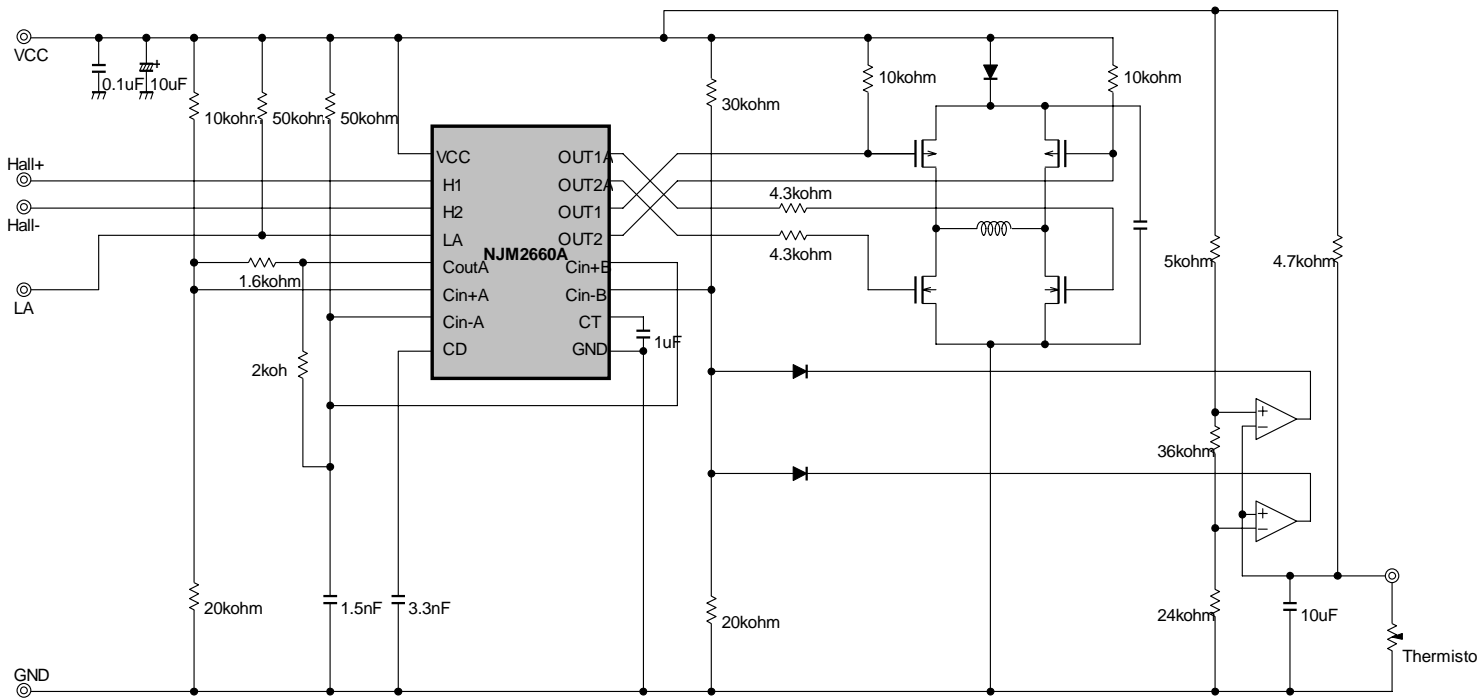 VCC
0.1uF
+
10uF
10kohm
50kohm
50kohm
30kohm
10kohm
10kohm
Hall+
Hall-
LA
VCC
H1
H2
LA
CoutA
Cin+A
Cin-A
CD
NJM2660A
OUT1A
OUT2A
OUT1
OUT2
Cin+B
Cin-B
CT
GND
4.3kohm
4.3kohm
1.6kohm
2koh
1uF
5kohm
4.7kohm
36kohm
+
−
+
−
20kohm
1.5nF
3.3nF
20kohm
24kohm
10uF
Thermisto
GND